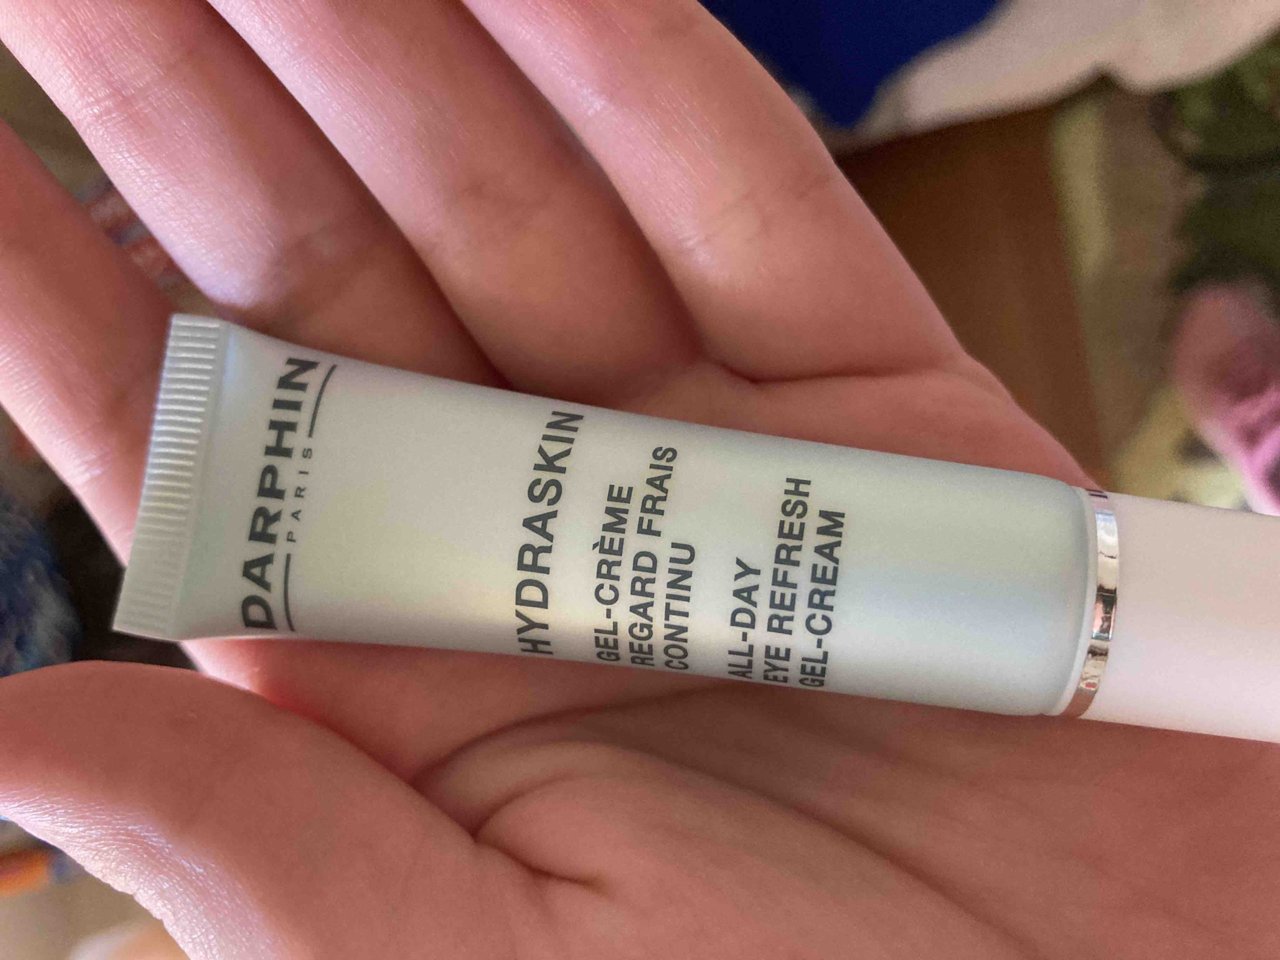 DARPHIN
PARIS
HYDRASKIN
GEL-CRÈME
REGARD FRAIS
CONTINU
ALL-DAY
EYE REFRESH
GEL-CREAM